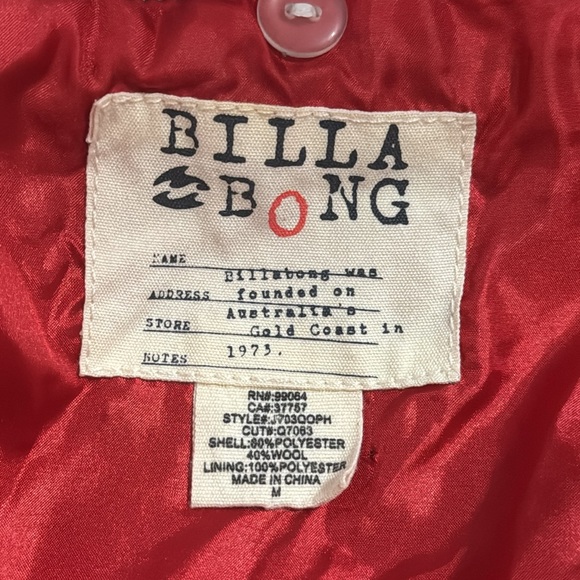 BILLA
BONG
NAME
Billabong was
ADDRESS founded on
Australia's
STORE Gold Coast in
NOTES 1973.
RN#:99064
CA#:37757
STYLE#:J703QOPH
CUT#:Q7063
SHELL:60%POLYESTER
40%WOOL
LINING:100%POLYESTER
MADE IN CHINA
M